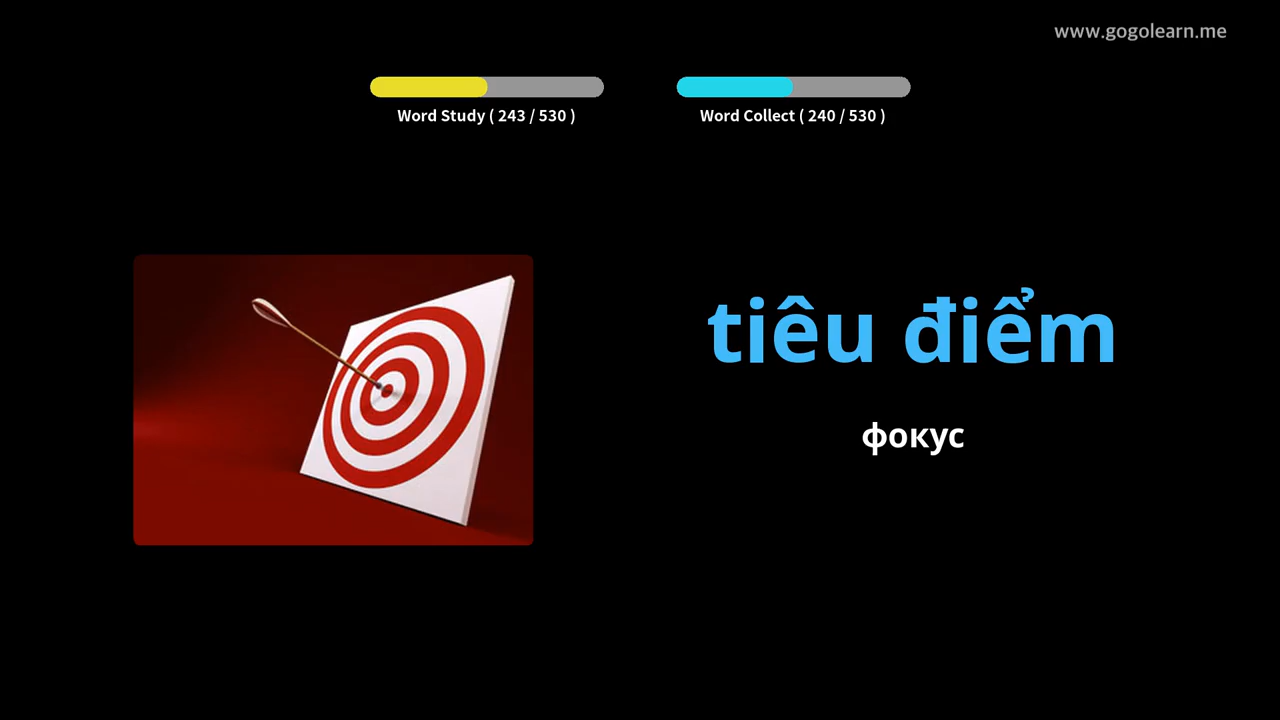 www.gogolearn.me
Word Study ( 243 / 530 )
Word Collect ( 240 / 530 )
tiêu điểm
фокус